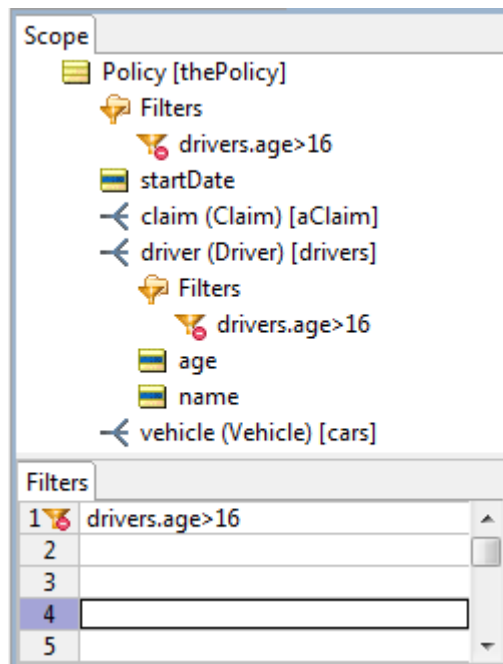 Scope
Policy [thePolicy]
Filters
drivers.age>16
startDate
claim (Claim) [aClaim]
driver (Driver) [drivers]
Filters
drivers.age>16
age
name
vehicle (Vehicle) [cars]
Filters
1 drivers.age>16
2
3
4
5